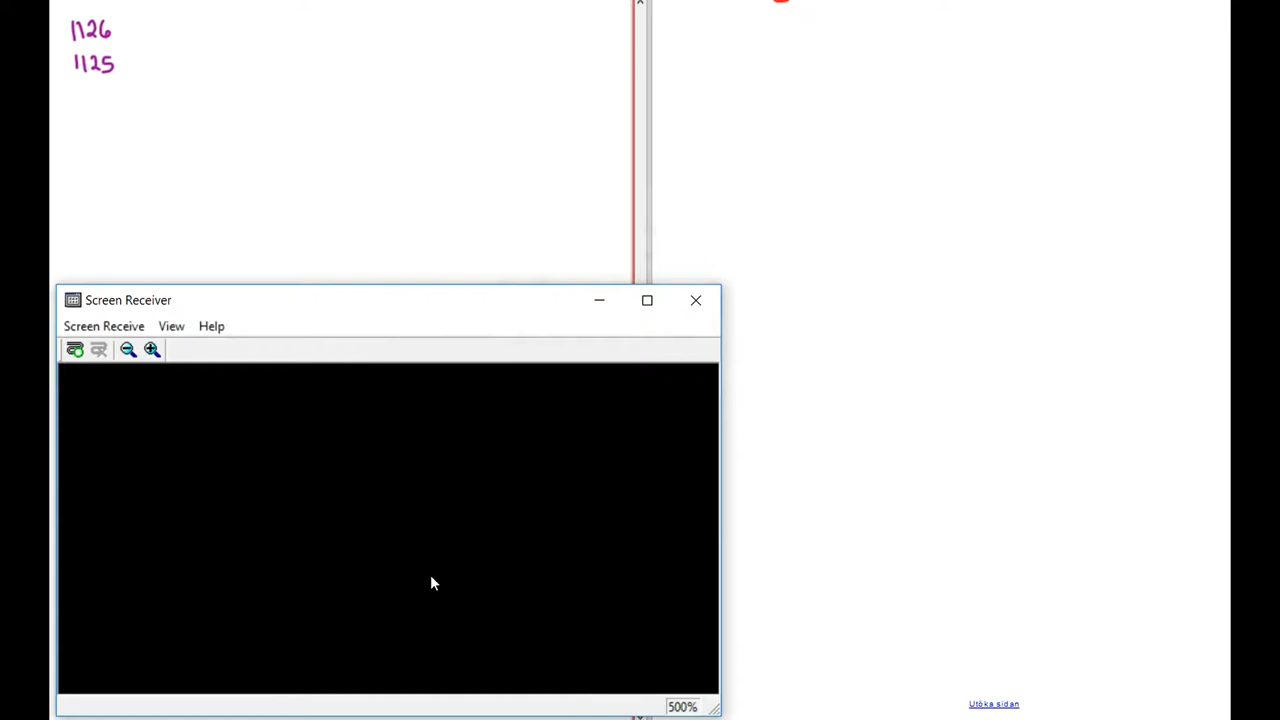 1126
1125
Screen Receiver
Screen Receive View Help
500%
Utöka sidan